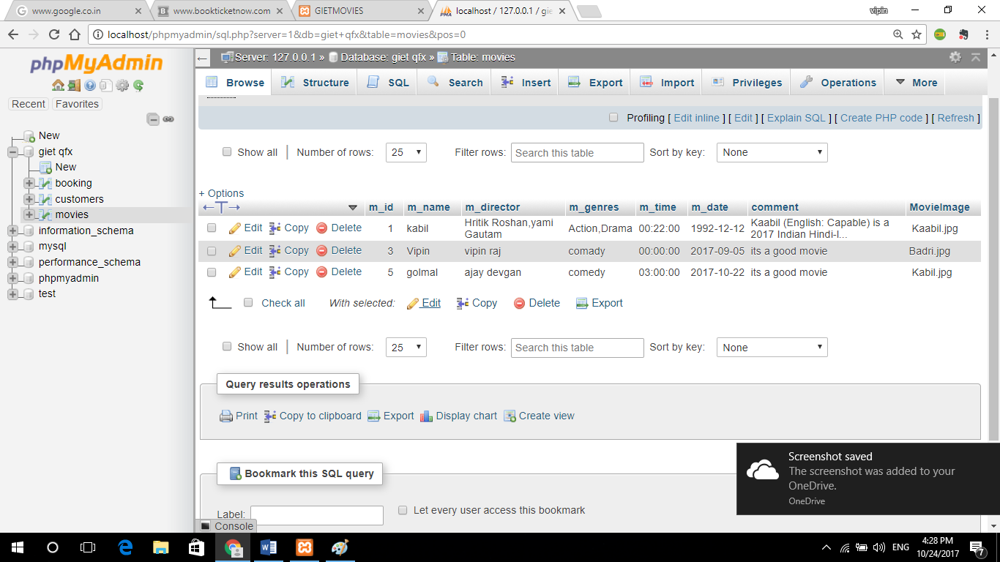 www.google.co.in
www.bookticketnow.com
GIETMOVIES
localhost / 127.0.0.1 / gie
vipin
localhost/phpmyadmin/sql.php?server=1&db=giet+qfx&table=movies&pos=0
phpMyAdmin
Recent Favorites
New
giet qfx
New
booking
customers
movies
information_schema
mysql
performance_schema
phpmyadmin
test
Server: 127.0.0.1 » Database: giet qfx » Table: movies
Browse Structure SQL Search Insert Export Import Privileges Operations More
Profiling [ Edit inline ] [ Edit ] [ Explain SQL ] [ Create PHP code ] [ Refresh ]
Show all | Number of rows: 25 Filter rows: Search this table Sort by key: None
+ Options
←T→ m_id m_name m_director m_genres m_time m_date comment MovieImage
Edit Copy Delete 1 kabil Hritik Roshan,yami Gautam Action,Drama 00:22:00 1992-12-12 Kaabil (English: Capable) is a 2017 Indian Hindi-l... Kaabil.jpg
Edit Copy Delete 3 Vipin vipin raj comady 00:00:00 2017-09-05 its a good movie Badri.jpg
Edit Copy Delete 5 golmal ajay devgan comedy 03:00:00 2017-10-22 its a good movie Kabil.jpg
Check all With selected: Edit Copy Delete Export
Show all | Number of rows: 25 Filter rows: Search this table Sort by key: None
Query results operations
Print Copy to clipboard Export Display chart Create view
Bookmark this SQL query
Label: Let every user access this bookmark
Console
Screenshot saved
The screenshot was added to your
OneDrive.
OneDrive
ENG
4:28 PM
10/24/2017
7